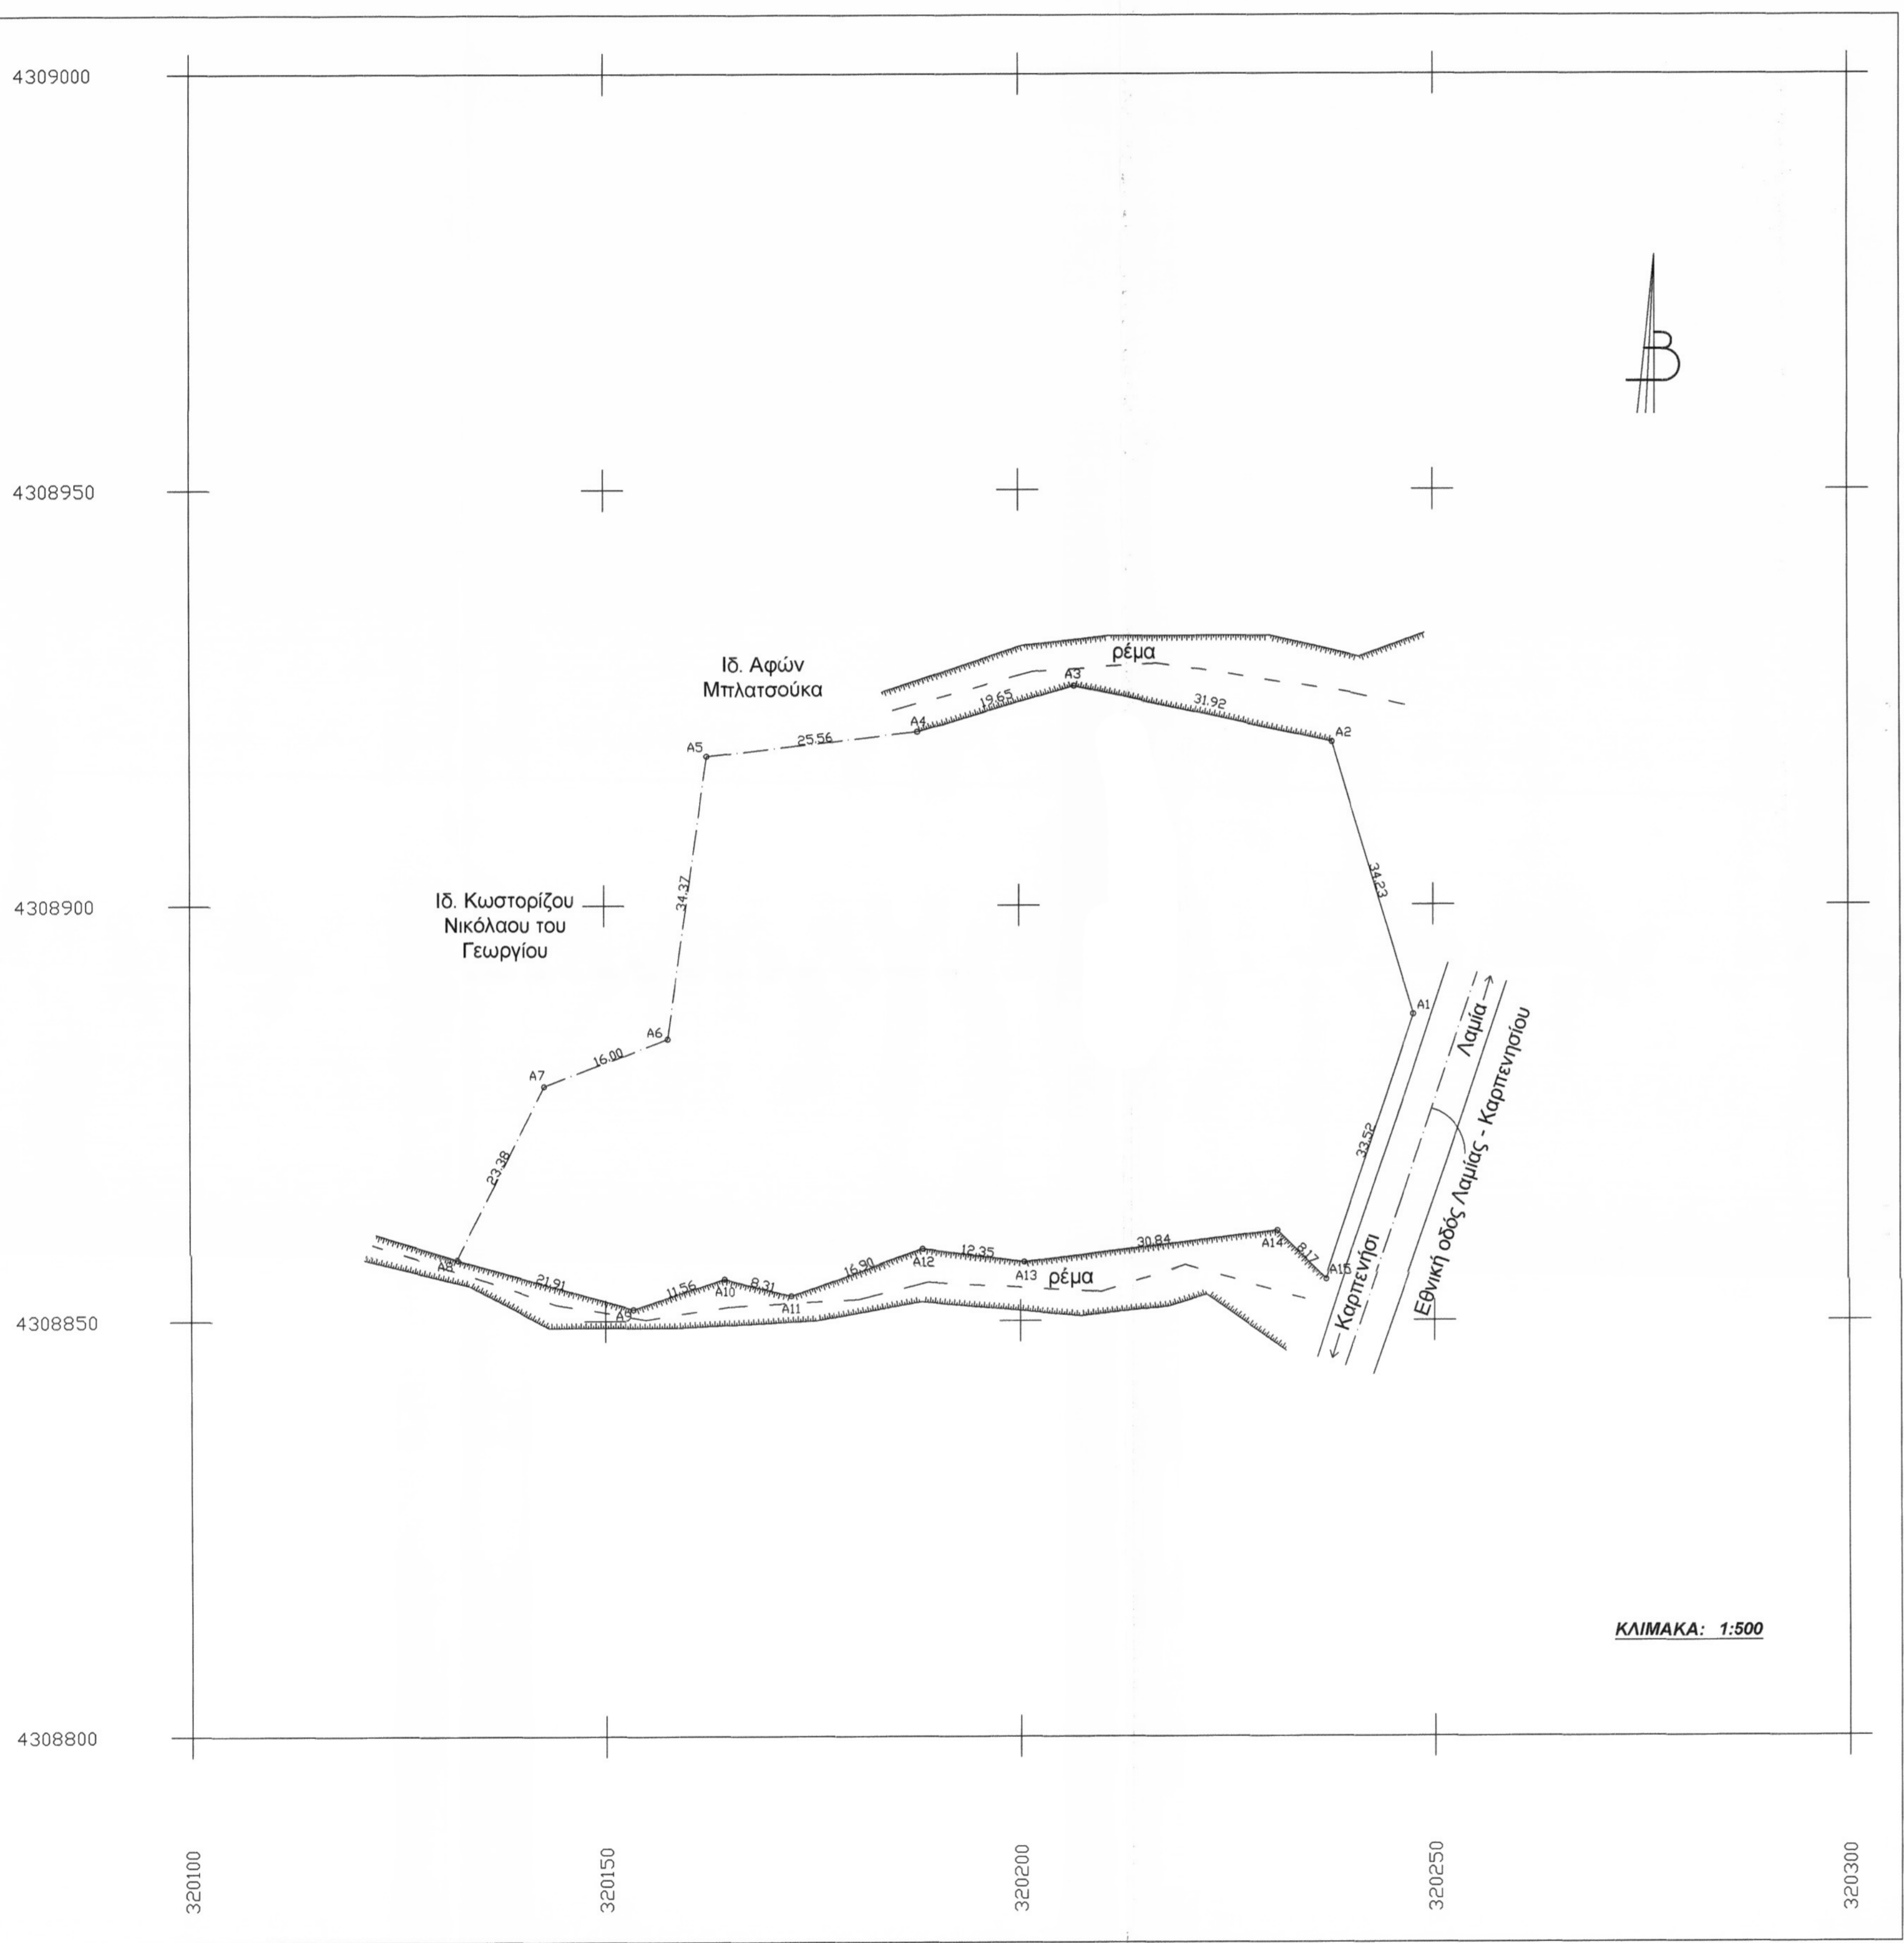 4309000
4308950
4308900
4308850
4308800
320100
320150
320200
320250
320300
Β
Ιδ. Αφών
Μπλατσούκα
ρέμα
A3
19.65
31.92
A4
A2
25.56
A5
34.37
34.23
Ιδ. Κωστορίζου
Νικόλαου του
Γεωργίου
A1
A6
16.00
A7
23.38
33.52
Λαμία
Εθνική οδός Λαμίας - Καρπενησίου
Καρπενήσι
A8
21.91
A9
11.56
A10
8.31
A11
16.90
A12
12.35
A13
ρέμα
30.84
A14
8.17
A15
ΚΛΙΜΑΚΑ: 1:500